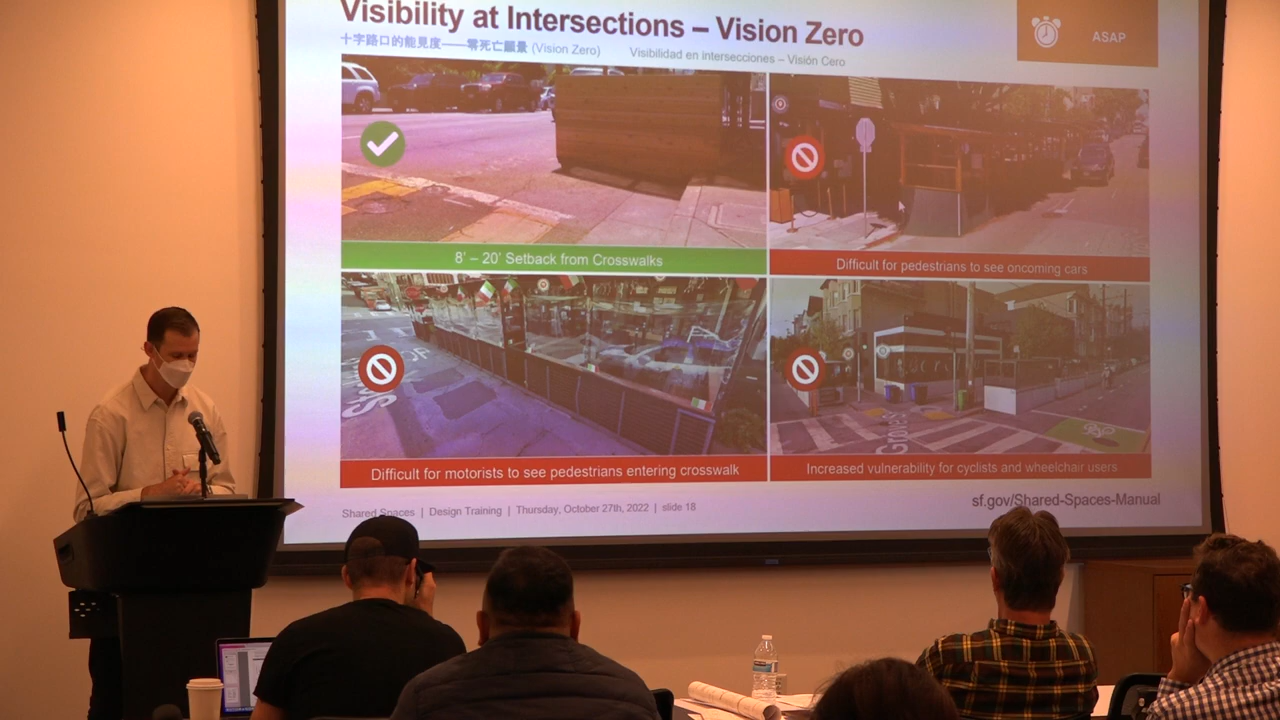 Visibility at Intersections – Vision Zero
ASAP
十字路口的能見度——零死亡願景 (Vision Zero)
Visibilidad en intersecciones – Visión Cero
8' – 20' Setback from Crosswalks
Difficult for pedestrians to see oncoming cars
STOP
Difficult for motorists to see pedestrians entering crosswalk
Increased vulnerability for cyclists and wheelchair users
Shared Spaces | Design Training | Thursday, October 27th, 2022 | slide 18
sf.gov/Shared-Spaces-Manual